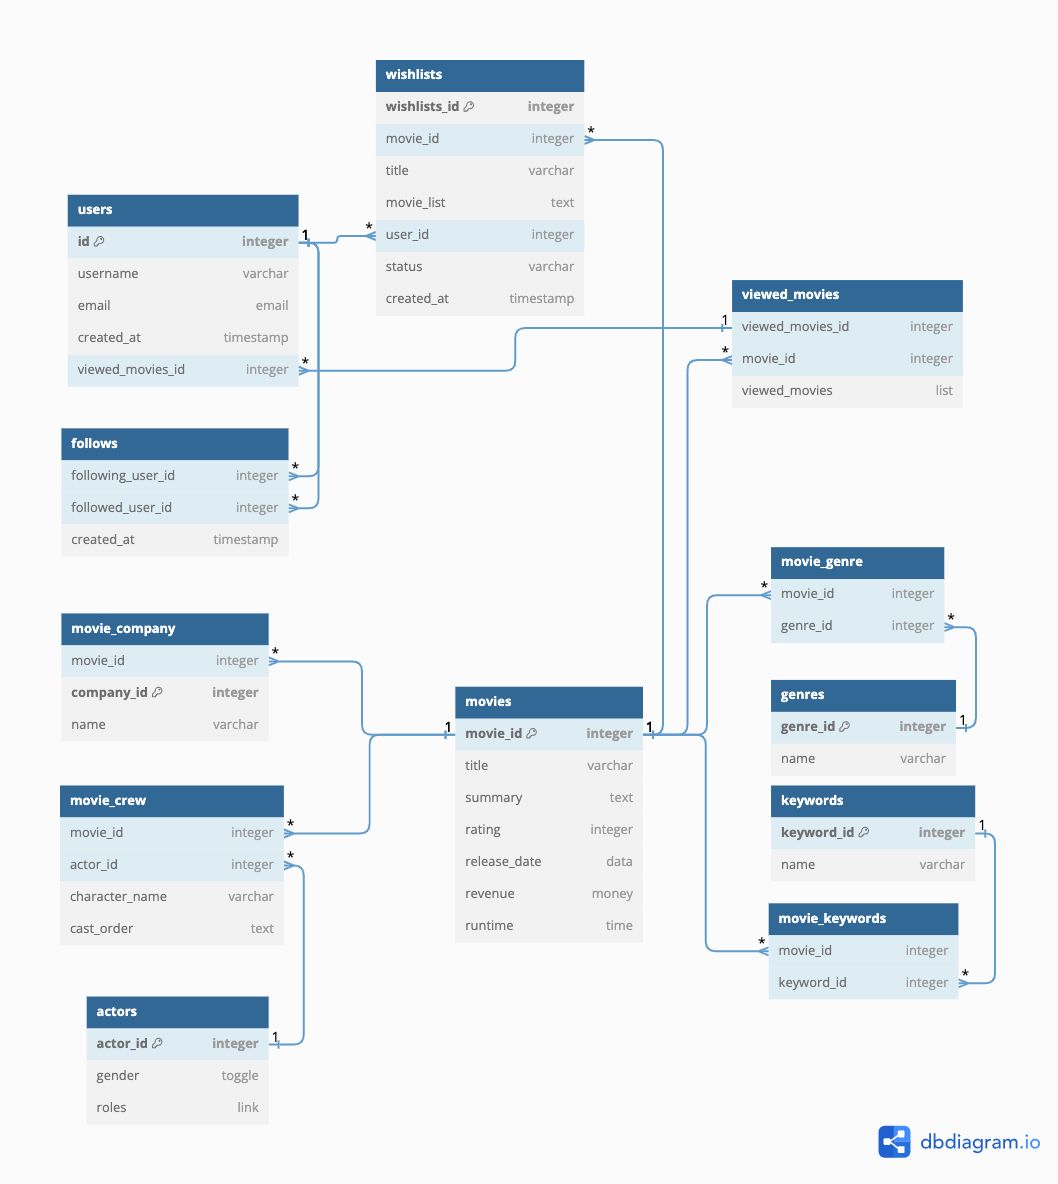 wishlists
wishlists_id integer
*
movie_id integer
title varchar
movie_list text
*
user_id integer
status varchar
created_at timestamp
users
1
id integer
username varchar
email email
created_at timestamp
*
viewed_movies_id integer
viewed_movies
1
viewed_movies_id integer
*
movie_id integer
viewed_movies list
follows
*
following_user_id integer
*
followed_user_id integer
created_at timestamp
movie_genre
*
movie_id integer
*
genre_id integer
movie_company
*
movie_id integer
company_id integer
name varchar
movies
1 1
movie_id integer
title varchar
summary text
rating integer
release_date data
revenue money
runtime time
genres
1
genre_id integer
name varchar
keywords
1
keyword_id integer
name varchar
movie_crew
*
movie_id integer
*
actor_id integer
character_name varchar
cast_order text
movie_keywords
*
movie_id integer
*
keyword_id integer
actors
1
actor_id integer
gender toggle
roles link
dbdiagram.io